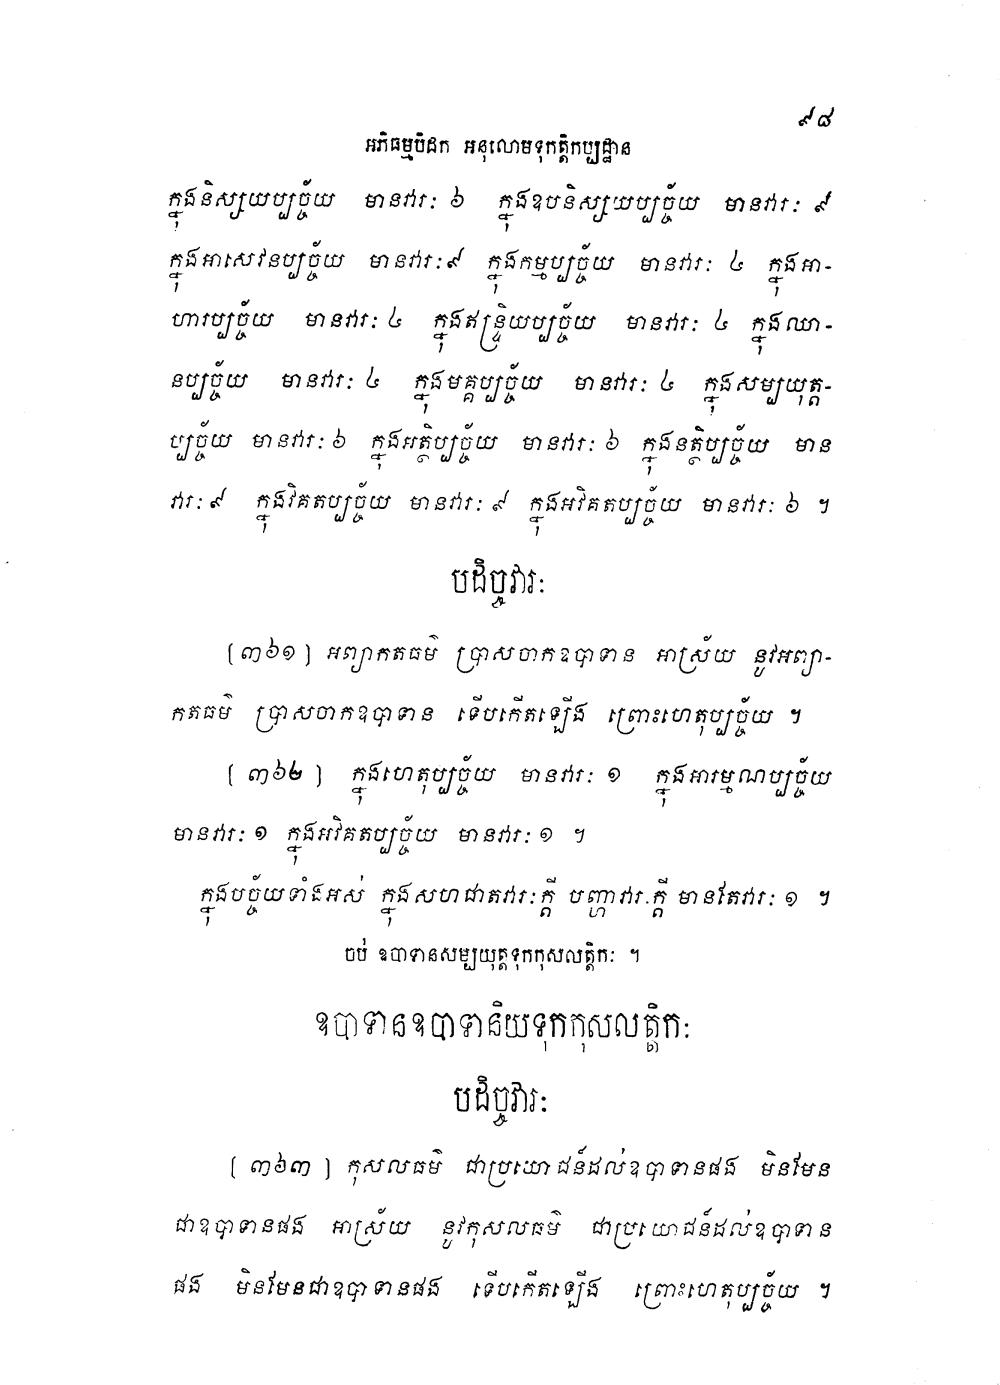 ៩៨
អភិធម្មបិដក អនុលោមទុកត្តិកប្បដ្ឋាន
ក្នុងនិស្សយប្បច្ច័យ មានវារៈ ៦ ក្នុងឧបនិស្សយប្បច្ច័យ មានវារៈ ៩
ក្នុងអាសេវនប្បច្ច័យ មានវារៈ ៩ ក្នុងកម្មប្បច្ច័យ មានវារៈ ៤ ក្នុងអា-
ហារប្បច្ច័យ មានវារៈ ៤ ក្នុងឥន្ទ្រិយប្បច្ច័យ មានវារៈ ៤ ក្នុងឈា-
នប្បច្ច័យ មានវារៈ ៤ ក្នុងមគ្គប្បច្ច័យ មានវារៈ ៤ ក្នុងសម្បយុត្ត-
ប្បច្ច័យ មានវារៈ ៦ ក្នុងអត្ថិប្បច្ច័យ មានវារៈ ៦ ក្នុងនត្ថិប្បច្ច័យ មាន
វារៈ ៩ ក្នុងវិគតប្បច្ច័យ មានវារៈ ៩ ក្នុងអវិគតប្បច្ច័យ មានវារៈ ៦ ។
បដិច្ចវារៈ
(៣៦១) អព្យាកតធម៌ ប្រាសចាកឧបាទាន អាស្រ័យ នូវអព្យា-
កតធម៌ ប្រាសចាកឧបាទាន ទើបកើតឡើង ព្រោះហេតុប្បច្ច័យ ។
(៣៦២) ក្នុងហេតុប្បច្ច័យ មានវារៈ ១ ក្នុងអារម្មណប្បច្ច័យ
មានវារៈ ១ ក្នុងអវិគតប្បច្ច័យ មានវារៈ ១ ។
ក្នុងបច្ច័យទាំងអស់ ក្នុងសហជាតវារៈក្តី បញ្ហាវារៈក្តី មានតែវារៈ ១ ។
ចប់ ឧបាទានសម្បយុត្តទុកកុសលត្តិកៈ ។
ឧបាទានឧបាទានិយទុកកុសលត្តិកៈ
បដិច្ចវារៈ
(៣៦៣) កុសលធម៌ ជាប្រយោជន៍ដល់ឧបាទានផង មិនមែន
ជាឧបាទានផង អាស្រ័យ នូវកុសលធម៌ ជាប្រយោជន៍ដល់ឧបាទាន
ផង មិនមែនជាឧបាទានផង ទើបកើតឡើង ព្រោះហេតុប្បច្ច័យ ។